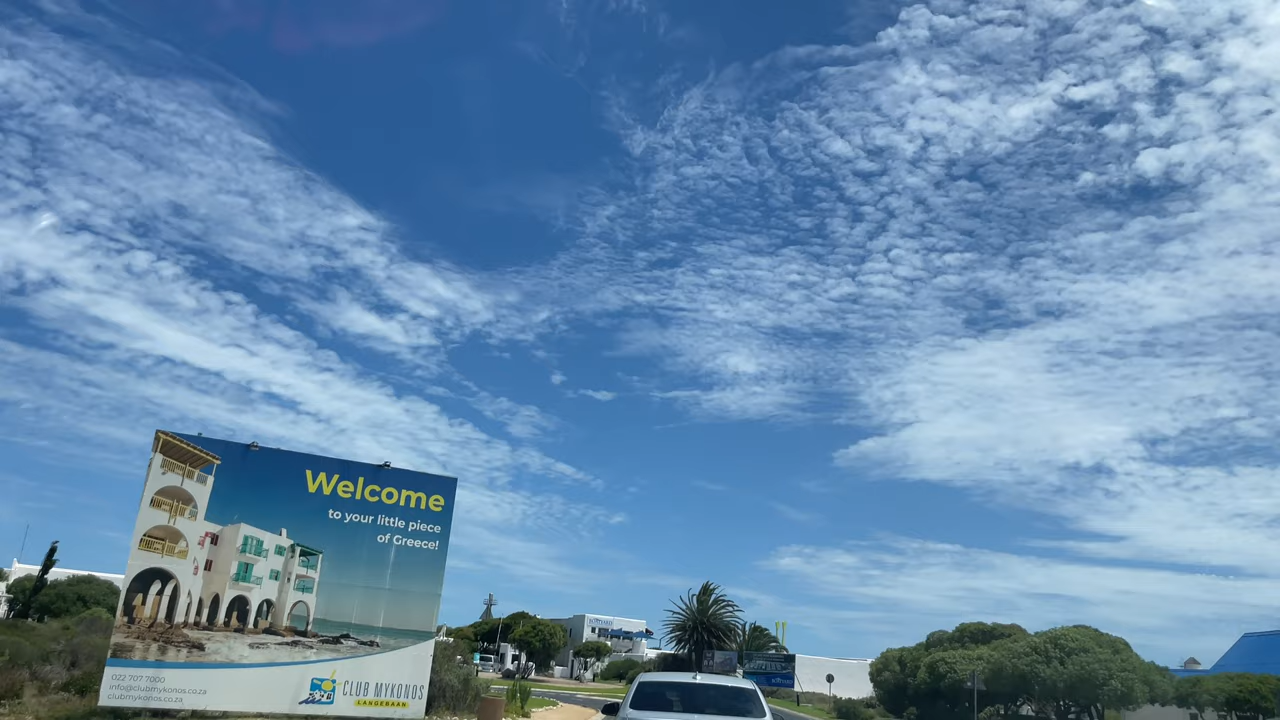 Welcome
to your little piece
of Greece!
022 707 7000
info@clubmykonos.co.za
clubmykonos.co.za
CLUB MYKONOS
LANGEBAAN